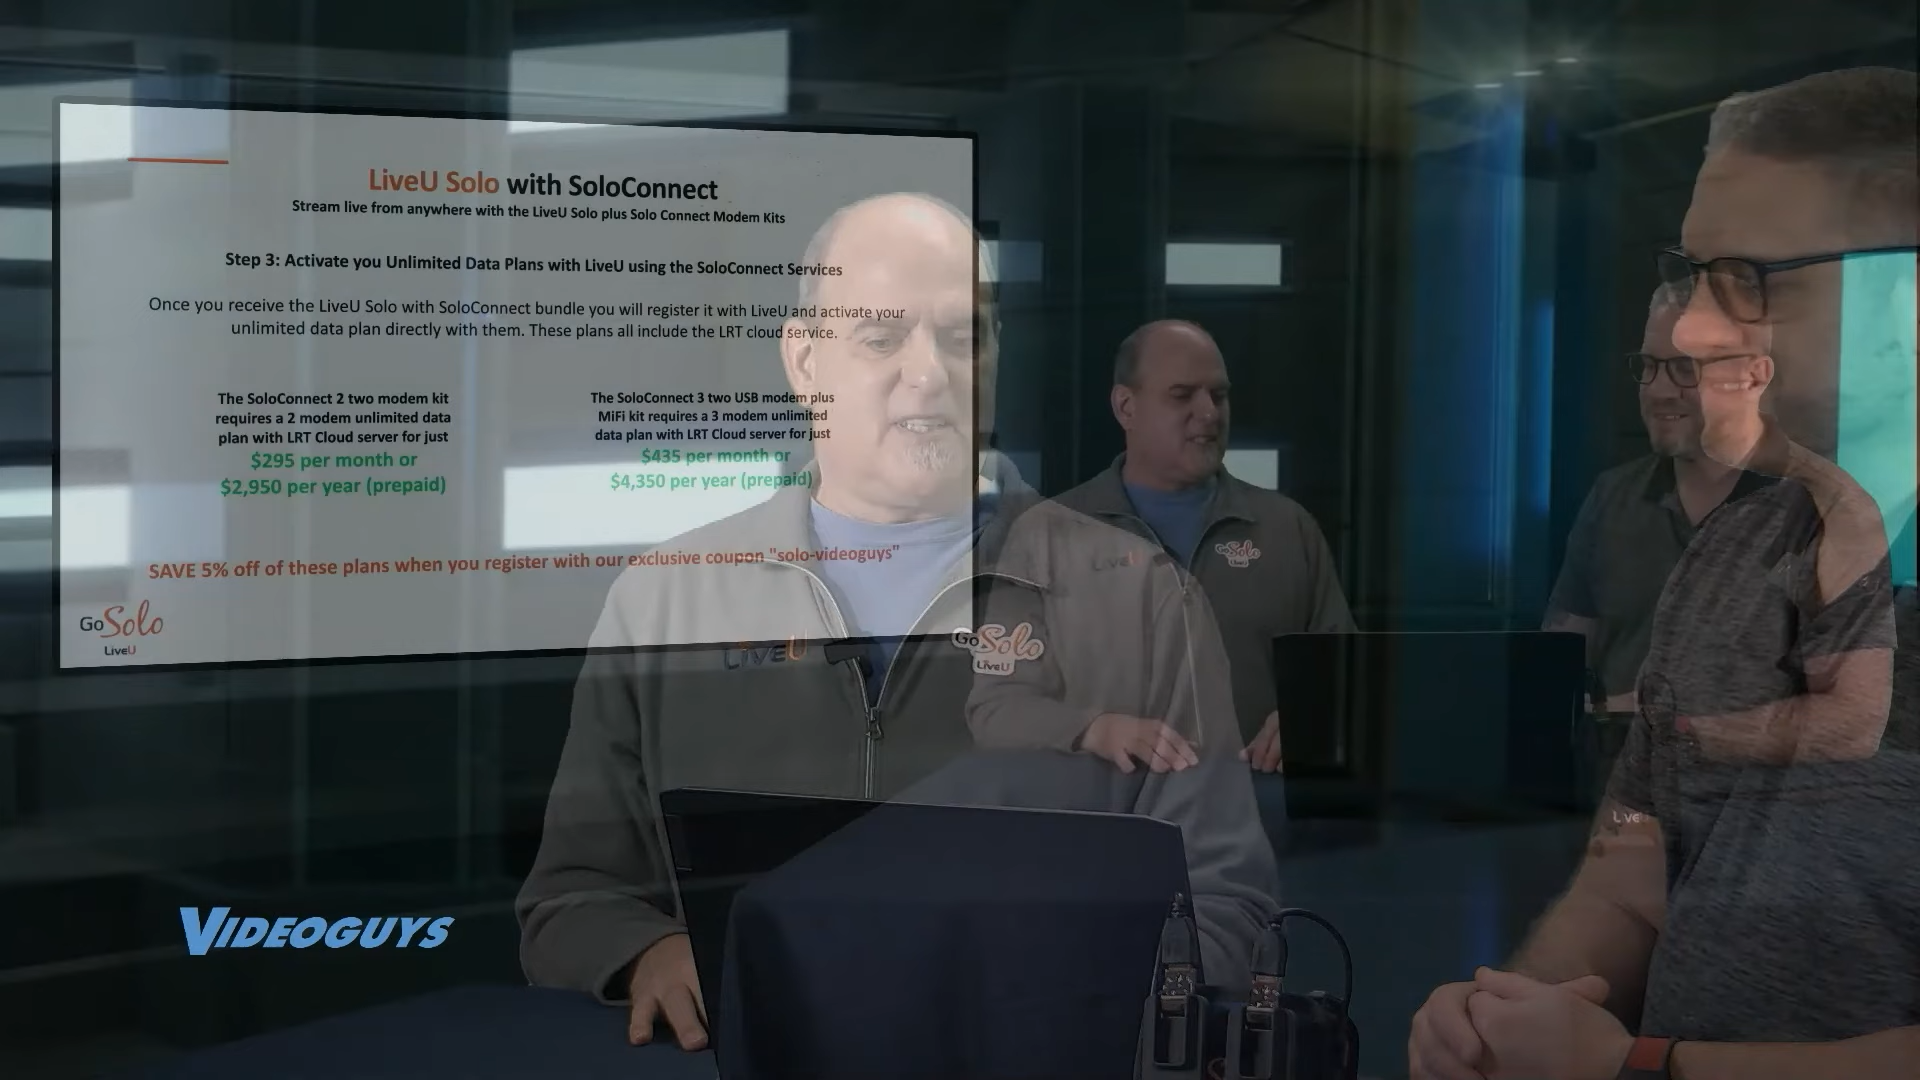 LiveU Solo with SoloConnect
Stream live from anywhere with the LiveU Solo plus Solo Connect Modem Kits
Step 3: Activate you Unlimited Data Plans with LiveU using the SoloConnect Services
Once you receive the LiveU Solo with SoloConnect bundle you will register it with LiveU and activate your
unlimited data plan directly with them. These plans all include the LRT cloud service.
The SoloConnect 2 two modem kit
requires a 2 modem unlimited data
plan with LRT Cloud server for just
$295 per month or
$2,950 per year (prepaid)
The SoloConnect 3 two USB modem plus
MiFi kit requires a 3 modem unlimited
data plan with LRT Cloud server for just
$435 per month or
$4,350 per year (prepaid)
SAVE 5% off of these plans when you register with our exclusive coupon "solo-videoguys"
Go Solo
LiveU
LiveU
Go Solo
LiveU
LiveU
GoSolo
LiveU
VIDEOGUYS